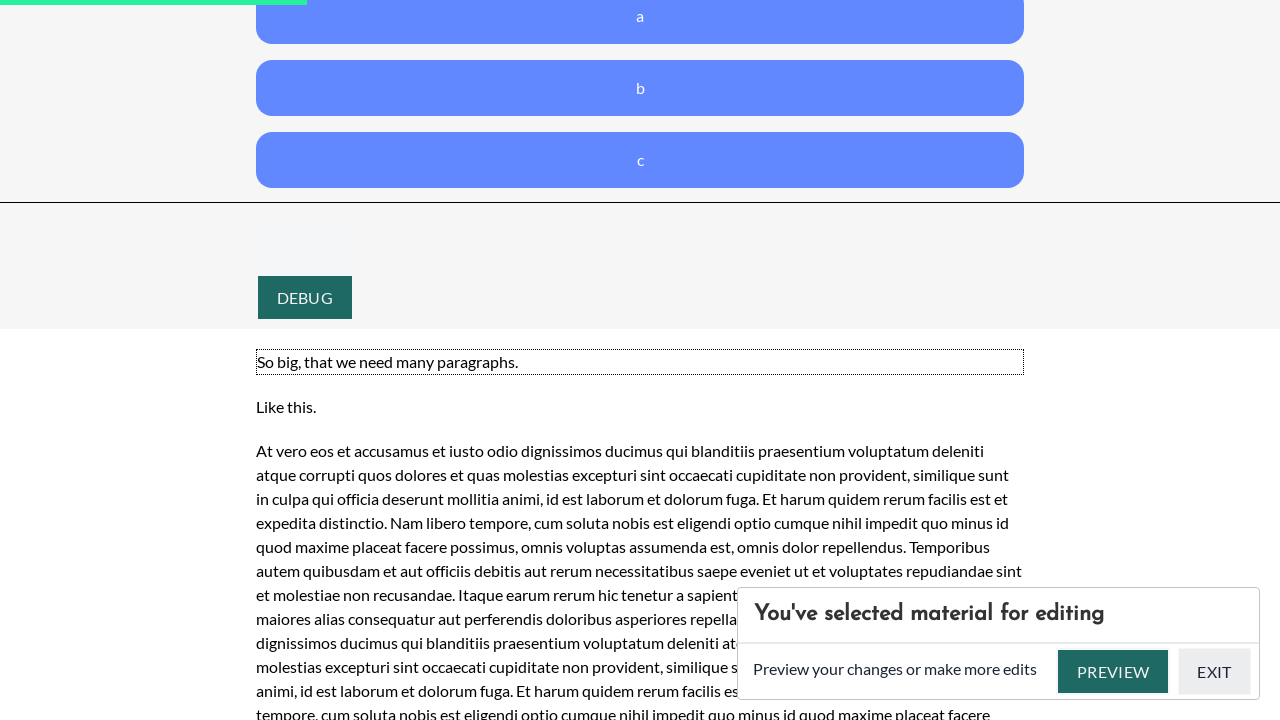 a
b
c
DEBUG
So big, that we need many paragraphs.
Like this.
At vero eos et accusamus et iusto odio dignissimos ducimus qui blanditiis praesentium voluptatum deleniti
atque corrupti quos dolores et quas molestias excepturi sint occaecati cupiditate non provident, similique sunt
in culpa qui officia deserunt mollitia animi, id est laborum et dolorum fuga. Et harum quidem rerum facilis est et
expedita distinctio. Nam libero tempore, cum soluta nobis est eligendi optio cumque nihil impedit quo minus id
quod maxime placeat facere possimus, omnis voluptas assumenda est, omnis dolor repellendus. Temporibus
autem quibusdam et aut officiis debitis aut rerum necessitatibus saepe eveniet ut et voluptates repudiandae sint
et molestiae non recusandae. Itaque earum rerum hic tenetur a sapient
maiores alias consequatur aut perferendis doloribus asperiores repella
dignissimos ducimus qui blanditiis praesentium voluptatum deleniti at
molestias excepturi sint occaecati cupiditate non provident, similique s
animi, id est laborum et dolorum fuga. Et harum quidem rerum facilis es
tempore, cum soluta nobis est eligendi optio cumque nihil impedit quo minus id quod maxime placeat facere
You've selected material for editing
Preview your changes or make more edits
PREVIEW
EXIT